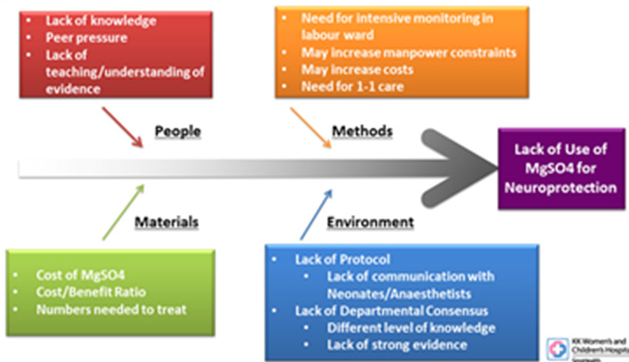 Lack of knowledge
Peer pressure
Lack of
teaching/understanding of
evidence
Need for intensive monitoring in
labour ward
May increase manpower constraints
May increase costs
Need for 1-1 care
People
Methods
Lack of Use of
MgSO4 for
Neuroprotection
Materials
Environment
Cost of MgSO4
Cost/Benefit Ratio
Numbers needed to treat
Lack of Protocol
Lack of communication with
Neonates/Anaesthetists
Lack of Departmental Consensus
Different level of knowledge
Lack of strong evidence
KK Women's and
Children's Hospital